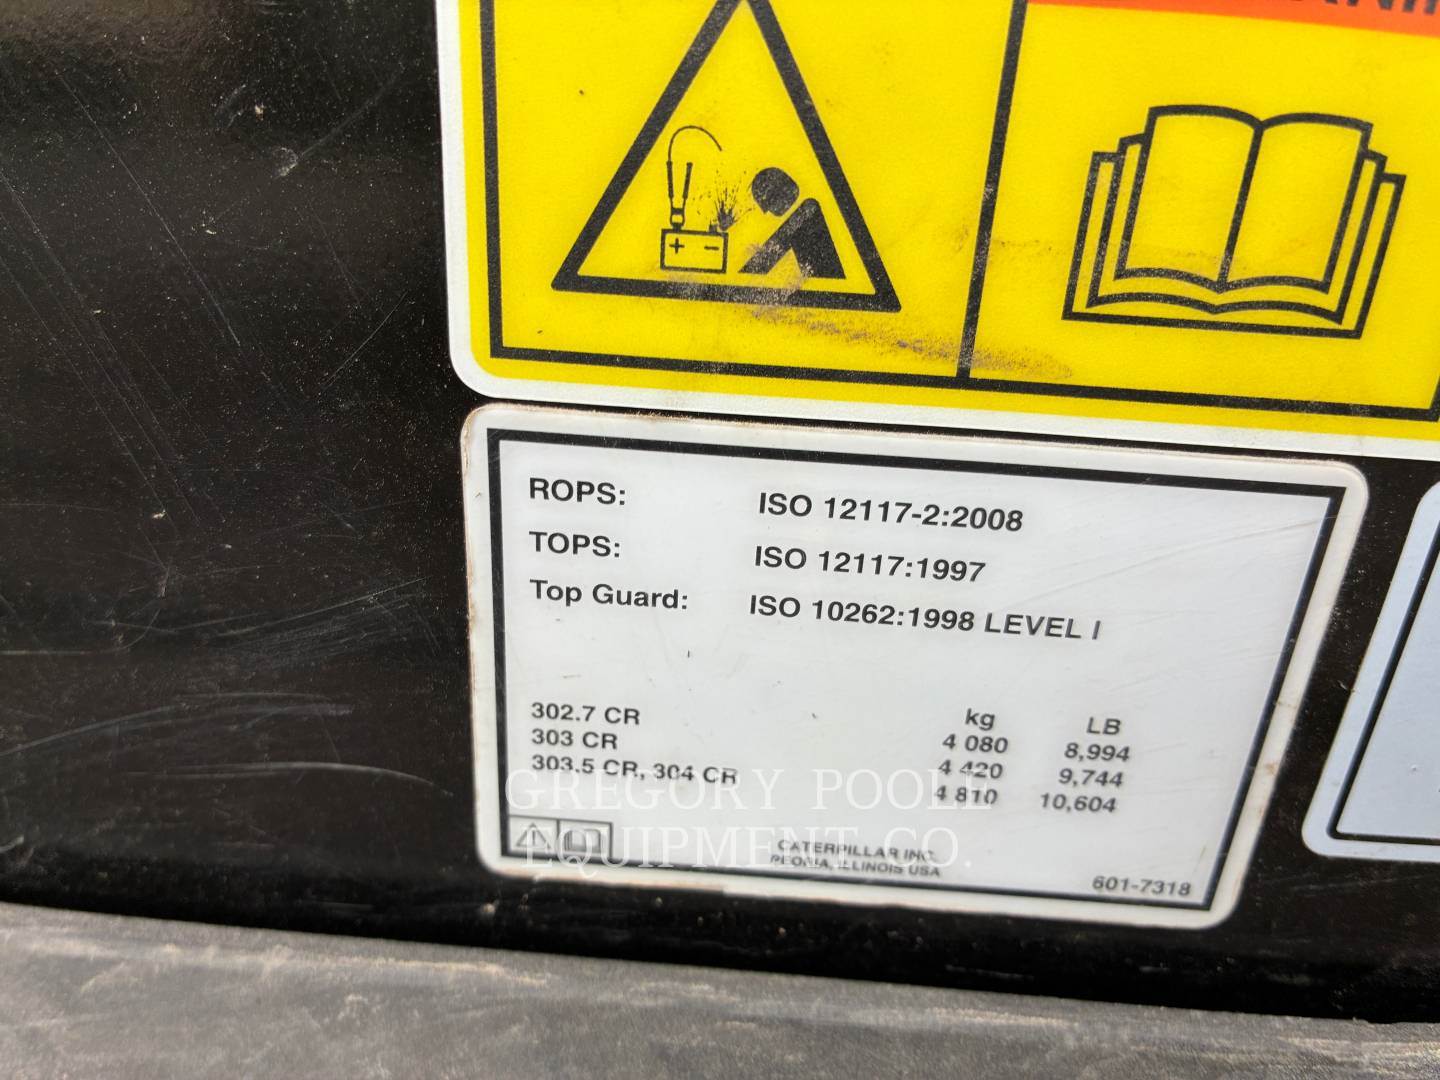 + -
ROPS: ISO 12117-2:2008
TOPS: ISO 12117:1997
Top Guard: ISO 10262:1998 LEVEL I
kg LB
302.7 CR 4 080 8,994
303 CR 4 420 9,744
303.5 CR, 304 CR 4 810 10,604
GREGORY POOLE
EQUIPMENT CO.
CATERPILLAR INC.
PEORIA, ILLINOIS USA
601-7318